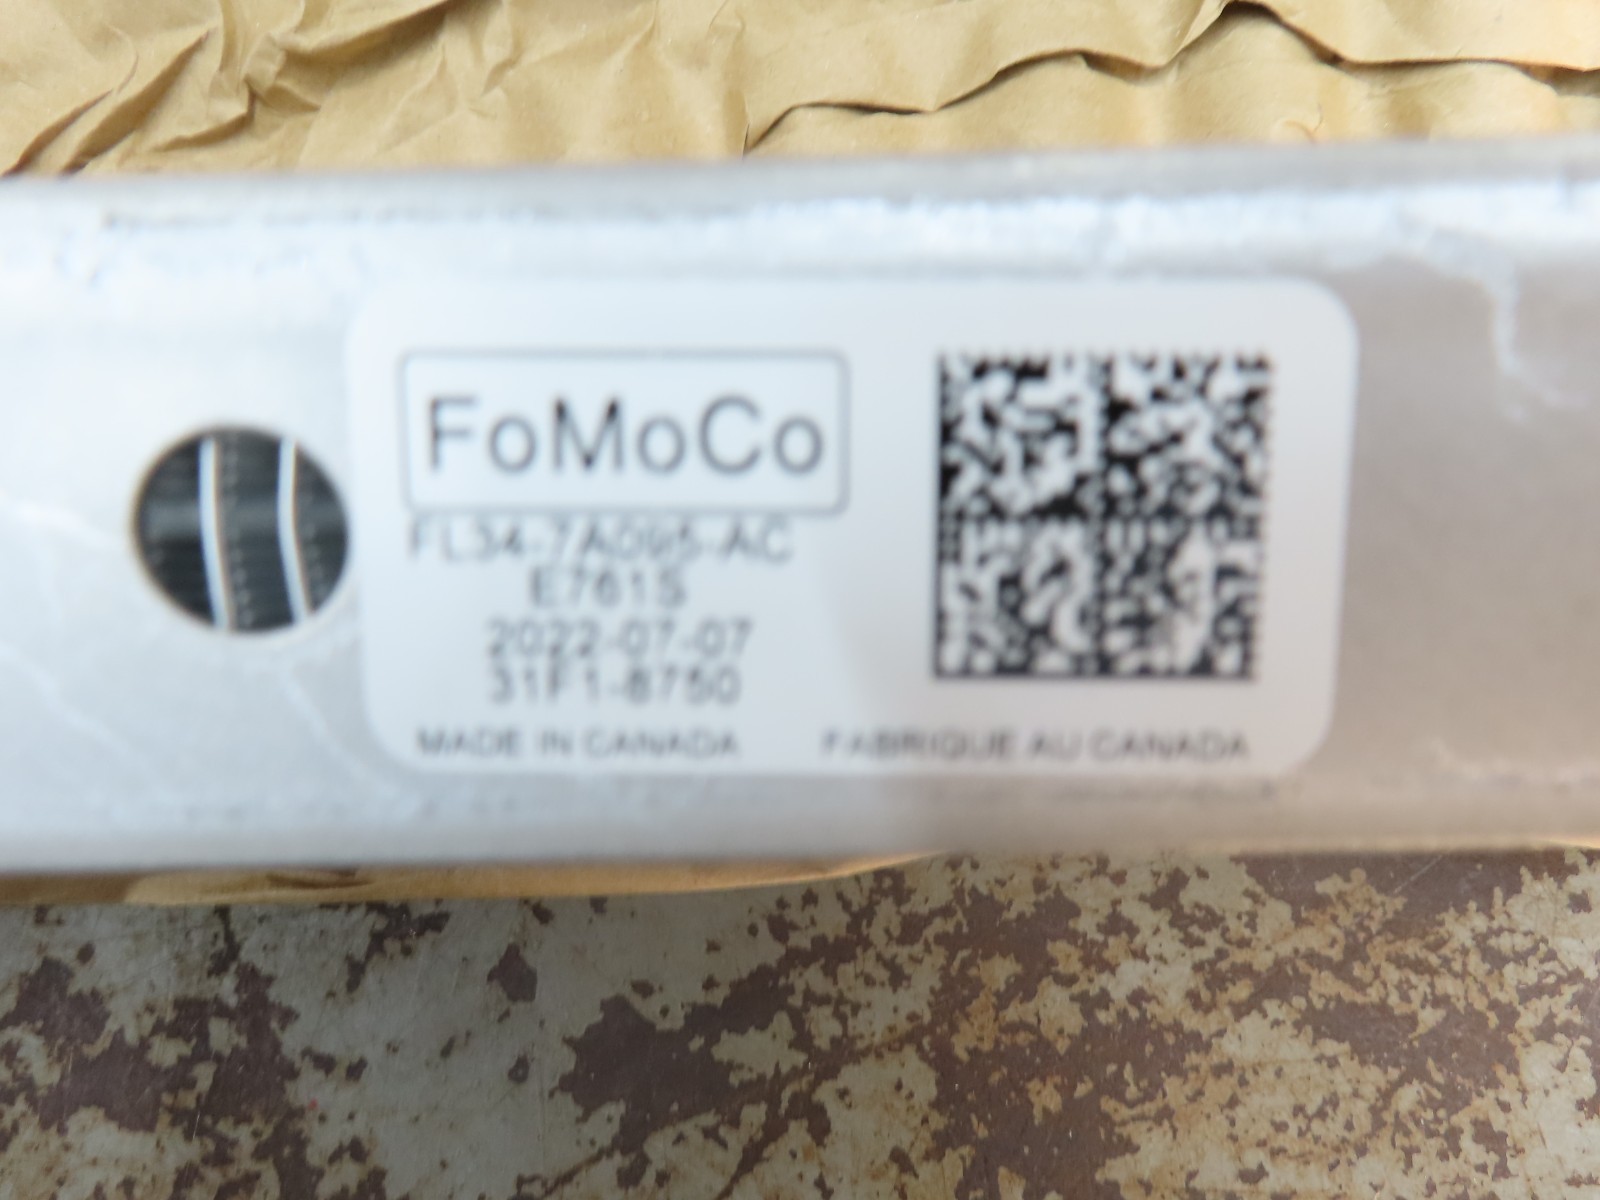 FoMoCo
FL34-7A095-AC
E761S
2022-07-07
31F1-8750
MADE IN CANADA
FABRIQUE AU CANADA